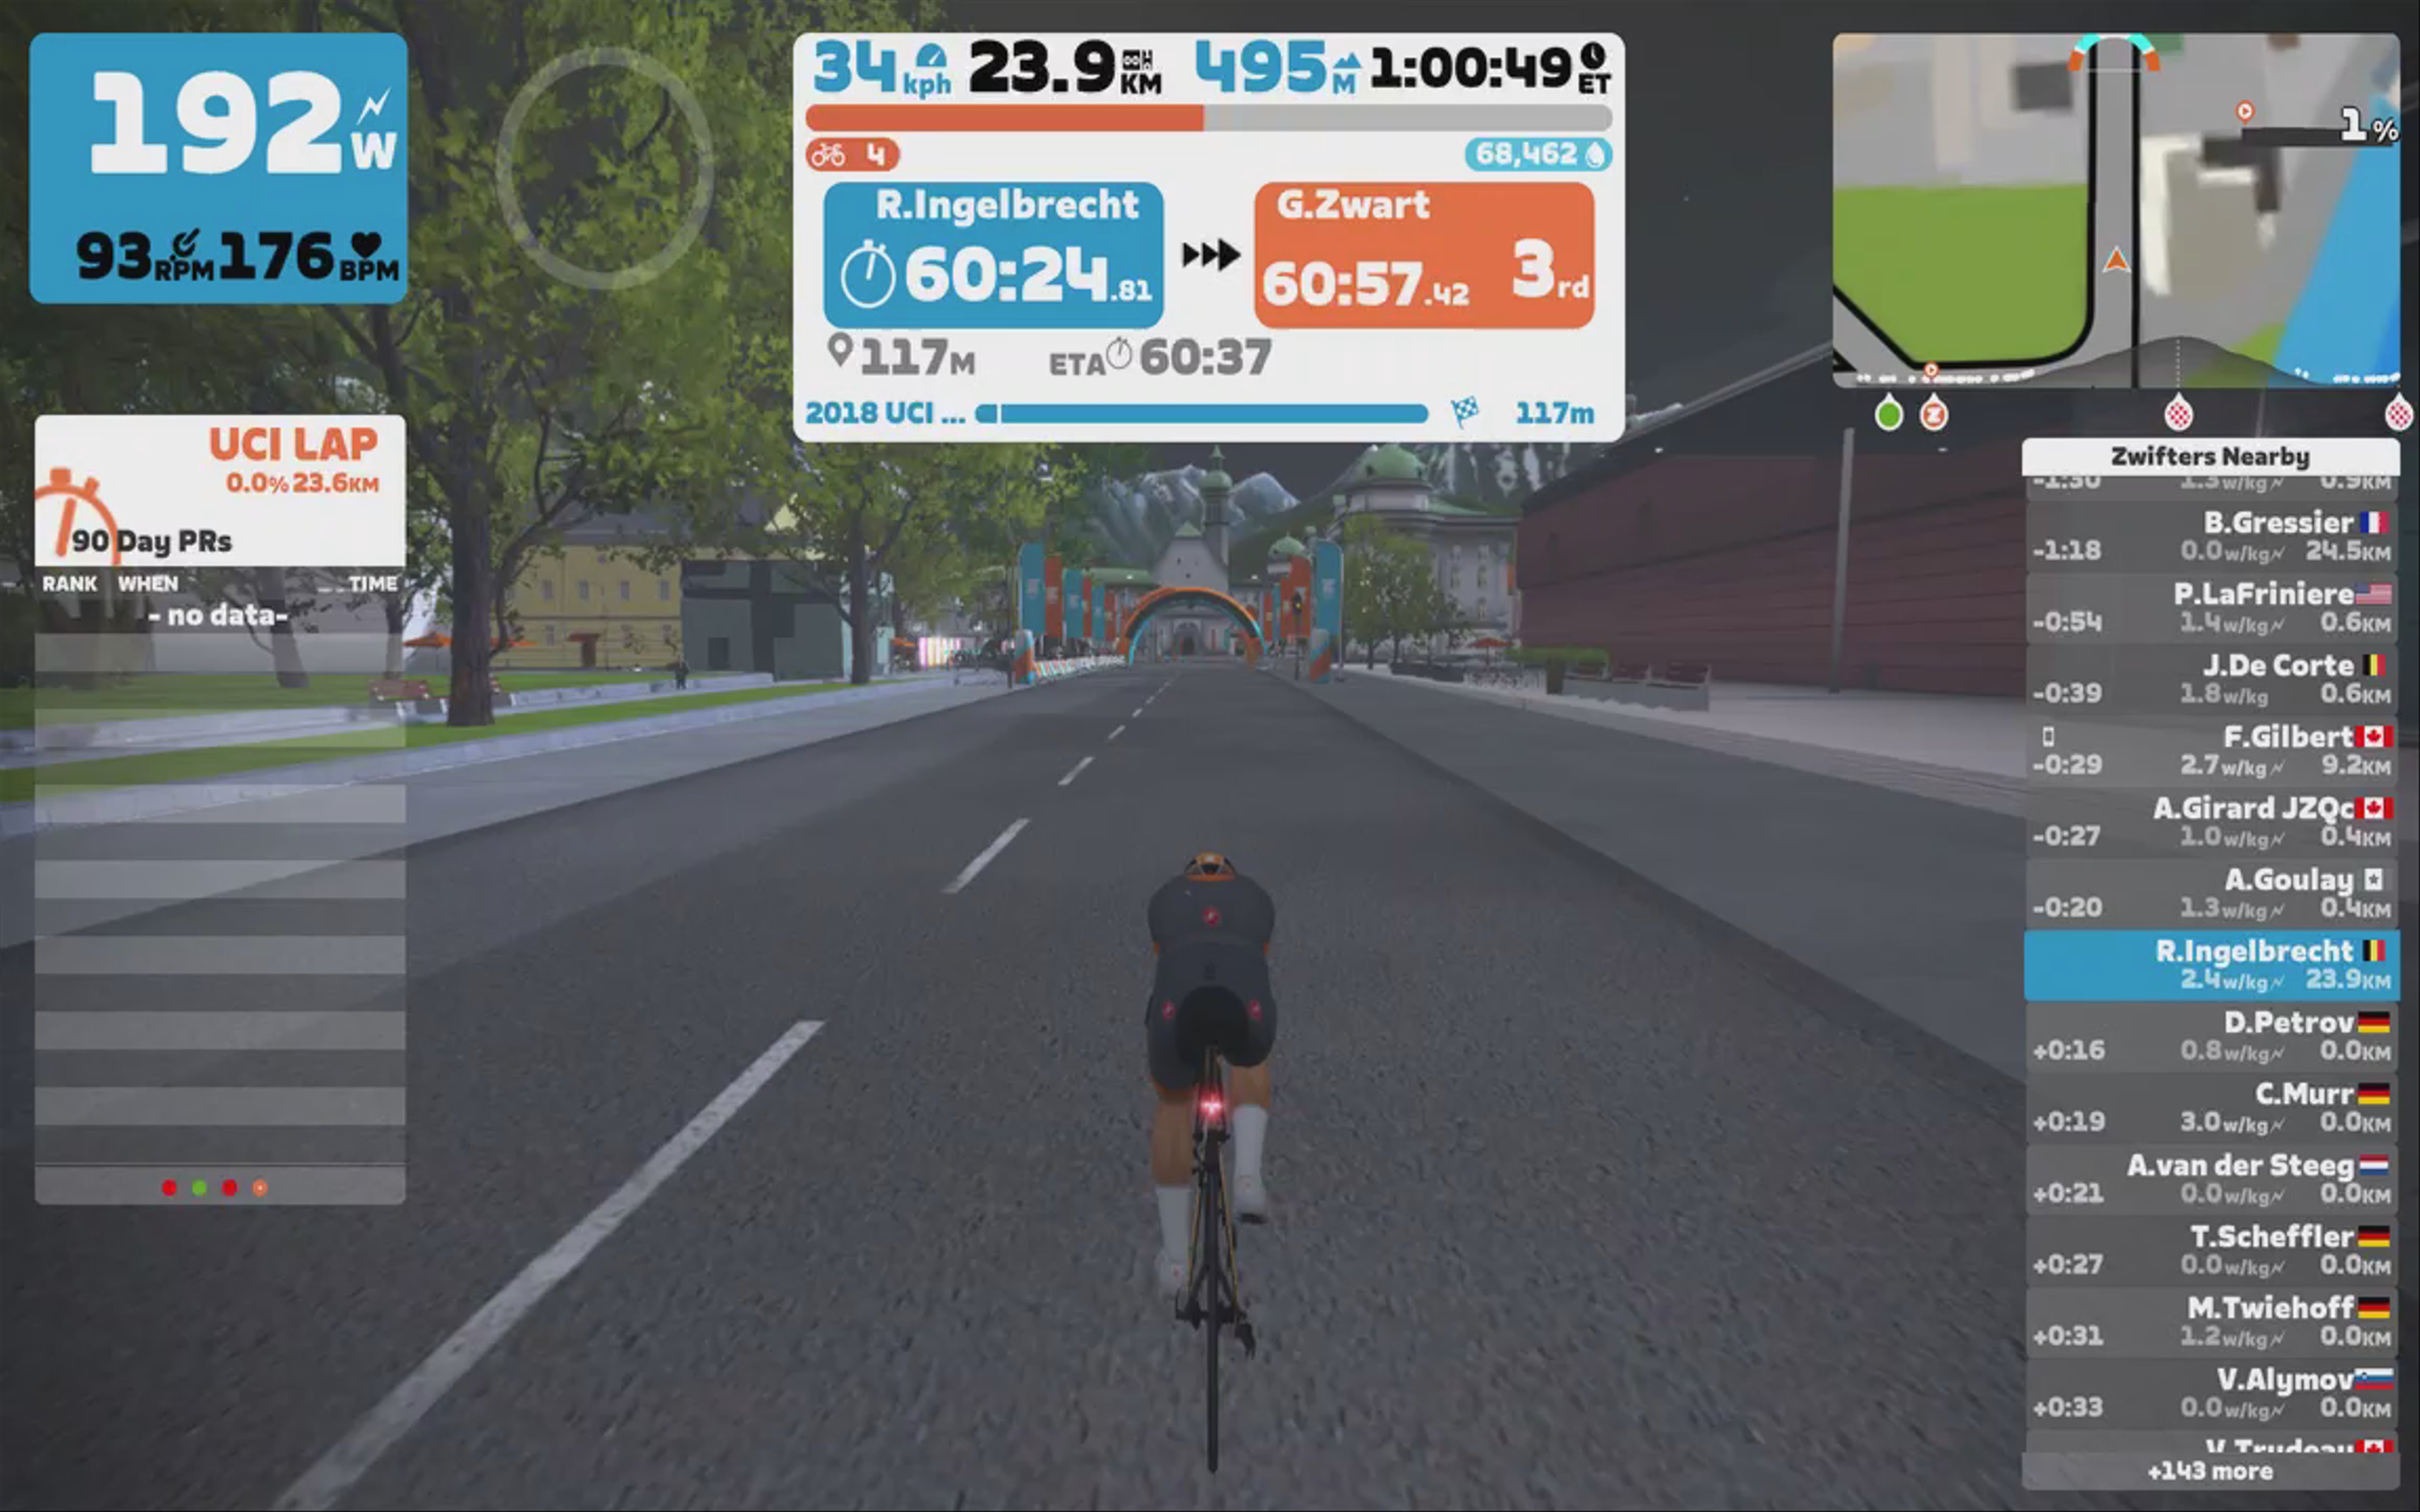 192 W
93 RPM 176 BPM
34 kph 23.9 KM 495 M 1:00:49 ET
4 68,462
R.Ingelbrecht
60:24.81
G.Zwart
60:57.42 3rd
117M ETA 60:37
2018 UCI ... 117m
1%
UCI LAP
0.0% 23.6KM
90 Day PRs
RANK WHEN TIME
- no data-
Zwifters Nearby
-1:30 1.3w/kg 0.9KM
B.Gressier
-1:18 0.0w/kg 24.5KM
P.LaFriniere
-0:54 1.4w/kg 0.6KM
J.De Corte
-0:39 1.8w/kg 0.6KM
F.Gilbert
-0:29 2.7w/kg 9.2KM
A.Girard JZQc
-0:27 1.0w/kg 0.4KM
A.Goulay
-0:20 1.3w/kg 0.4KM
R.Ingelbrecht
2.4w/kg 23.9KM
D.Petrov
+0:16 0.8w/kg 0.0KM
C.Murr
+0:19 3.0w/kg 0.0KM
A.van der Steeg
+0:21 0.0w/kg 0.0KM
T.Scheffler
+0:27 0.0w/kg 0.0KM
M.Twiehoff
+0:31 1.2w/kg 0.0KM
V.Alymov
+0:33 0.0w/kg 0.0KM
V.Trudeau
+143 more